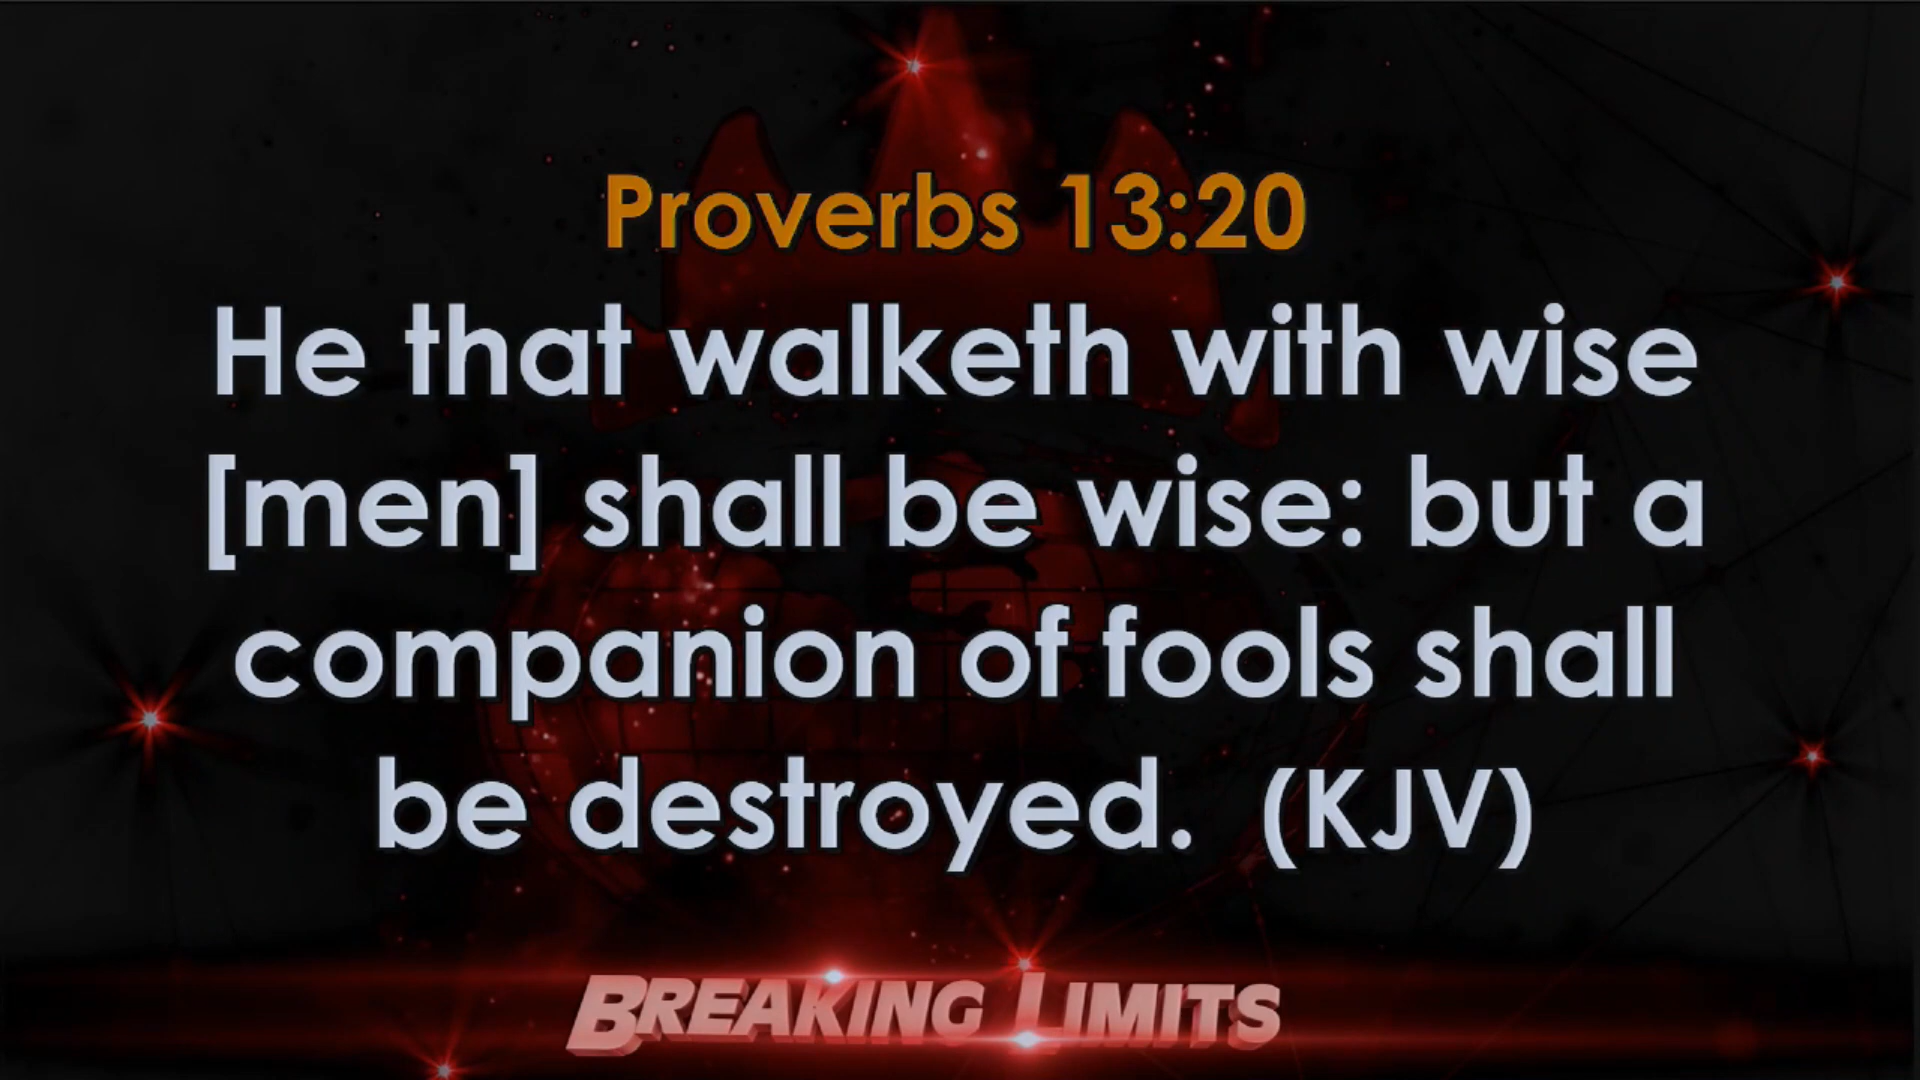 Proverbs 13:20
He that walketh with wise
[men] shall be wise: but a
companion of fools shall
be destroyed.  (KJV)
BREAKING LIMITS